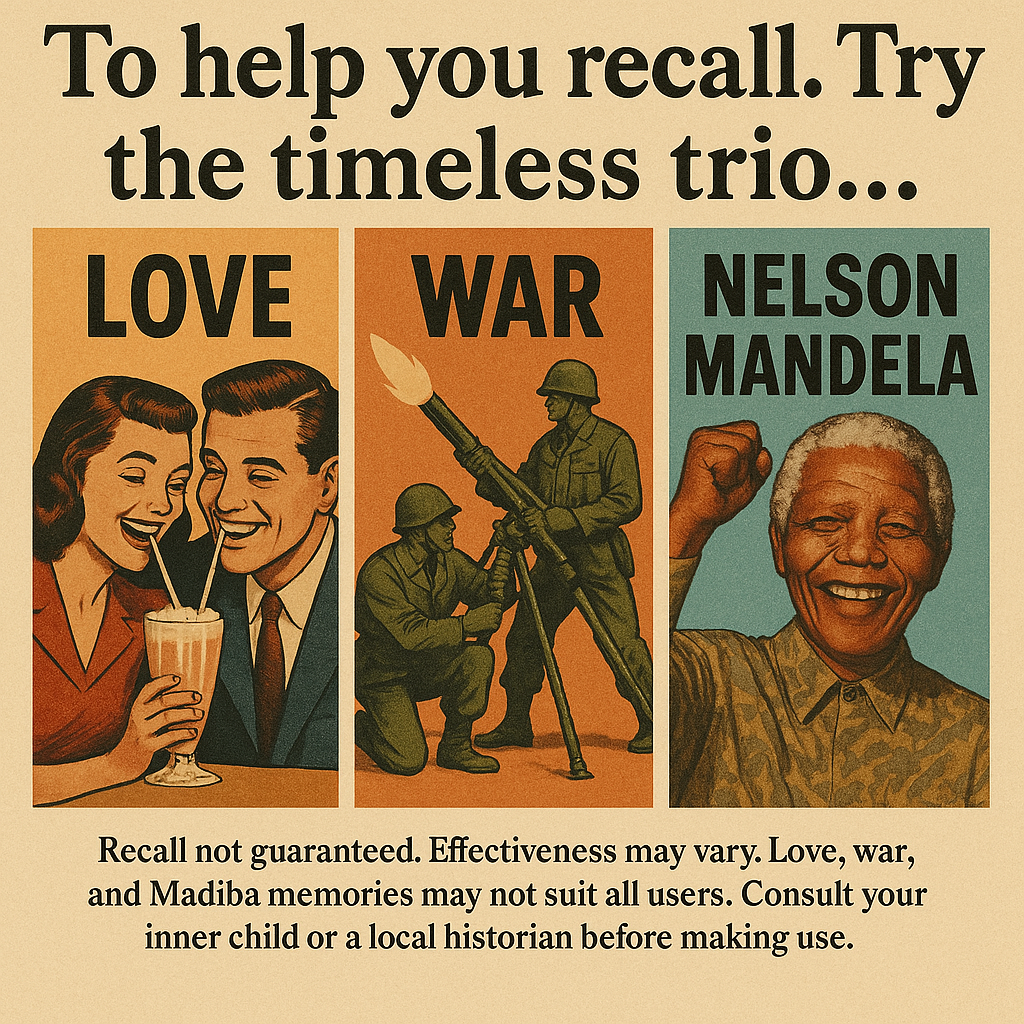 To help you recall. Try
the timeless trio...
LOVE
WAR
NELSON
MANDELA
Recall not guaranteed. Effectiveness may vary. Love, war,
and Madiba memories may not suit all users. Consult your
inner child or a local historian before making use.